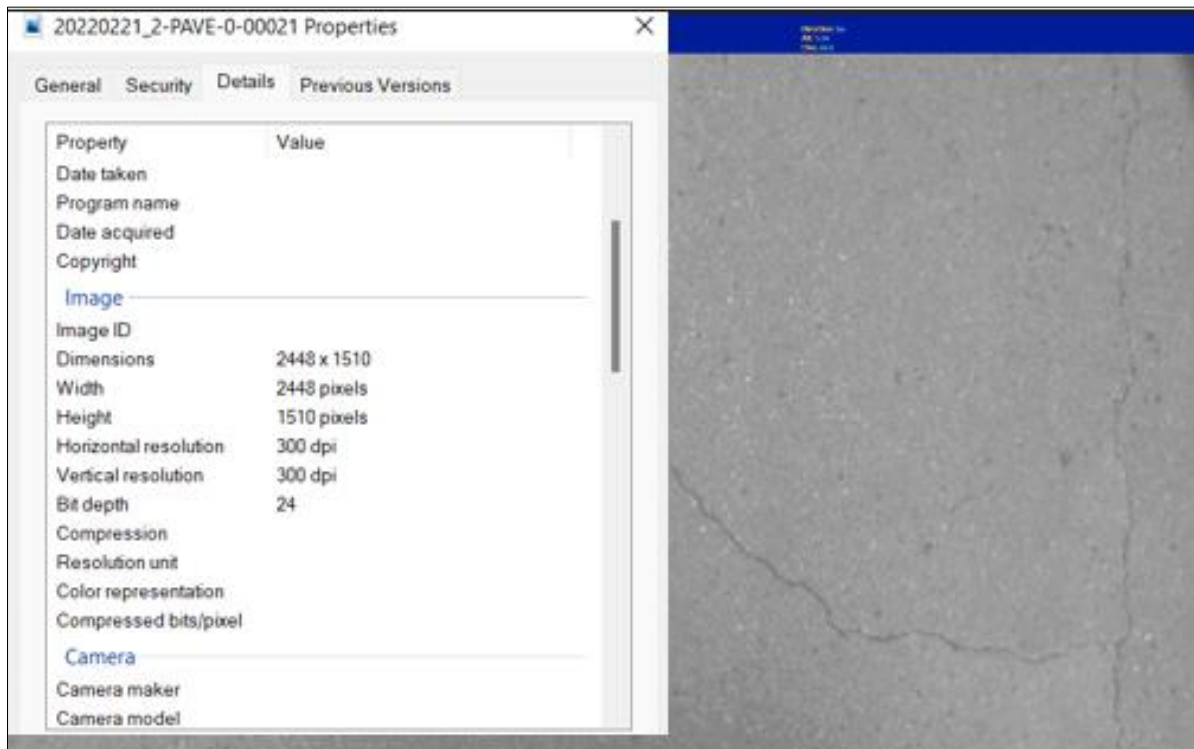 20220221_2-PAVE-0-00021 Properties
General Security Details Previous Versions
Property Value
Date taken
Program name
Date acquired
Copyright
Image
Image ID
Dimensions 2448 x 1510
Width 2448 pixels
Height 1510 pixels
Horizontal resolution 300 dpi
Vertical resolution 300 dpi
Bit depth 24
Compression
Resolution unit
Color representation
Compressed bits/pixel
Camera
Camera maker
Camera model